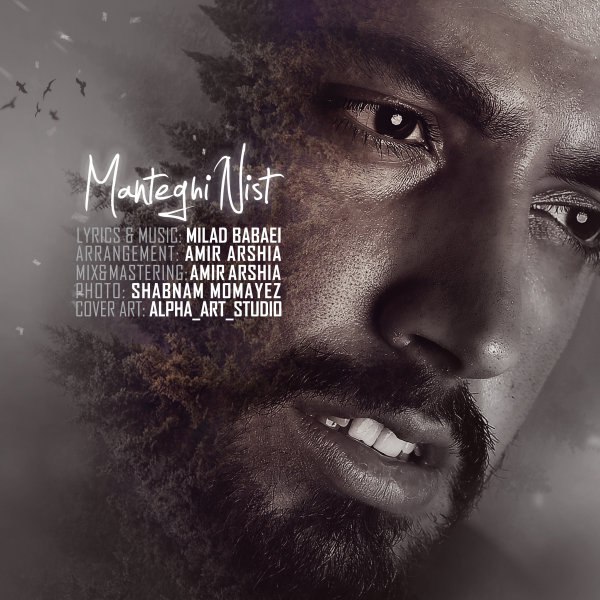 Manteghi Nist
LYRICS & MUSIC: MILAD BABAEI
ARRANGEMENT: AMIR ARSHIA
MIX&MASTERING: AMIR ARSHIA
PHOTO: SHABNAM MOMAYEZ
COVER ART: ALPHA_ART_STUDIO